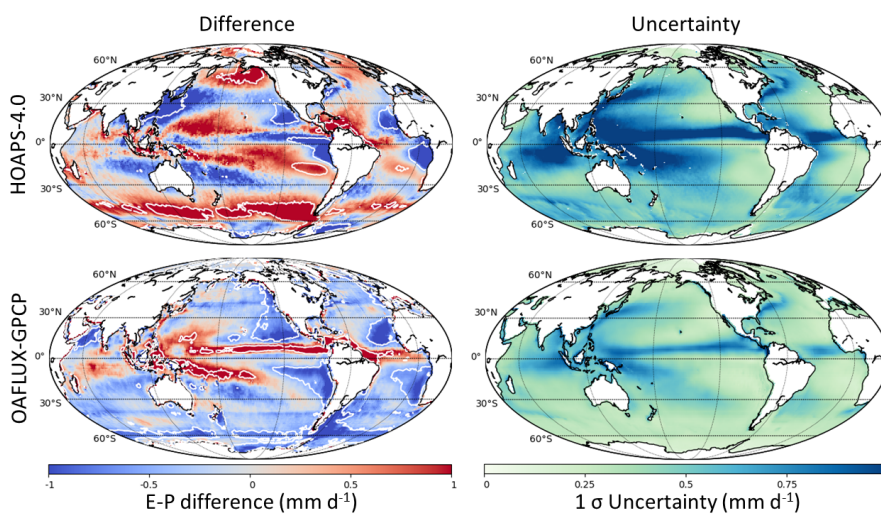 Difference
Uncertainty
HOAPS-4.0
60°N
30°N
0°
30°S
60°S
60°N
30°N
0°
30°S
60°S
OAFLUX-GPCP
60°N
30°N
0°
30°S
60°S
60°N
30°N
0°
30°S
60°S
-1 -0.5 0 0.5 1
E-P difference (mm d⁻¹)
0 0.25 0.5 0.75
1 σ Uncertainty (mm d⁻¹)